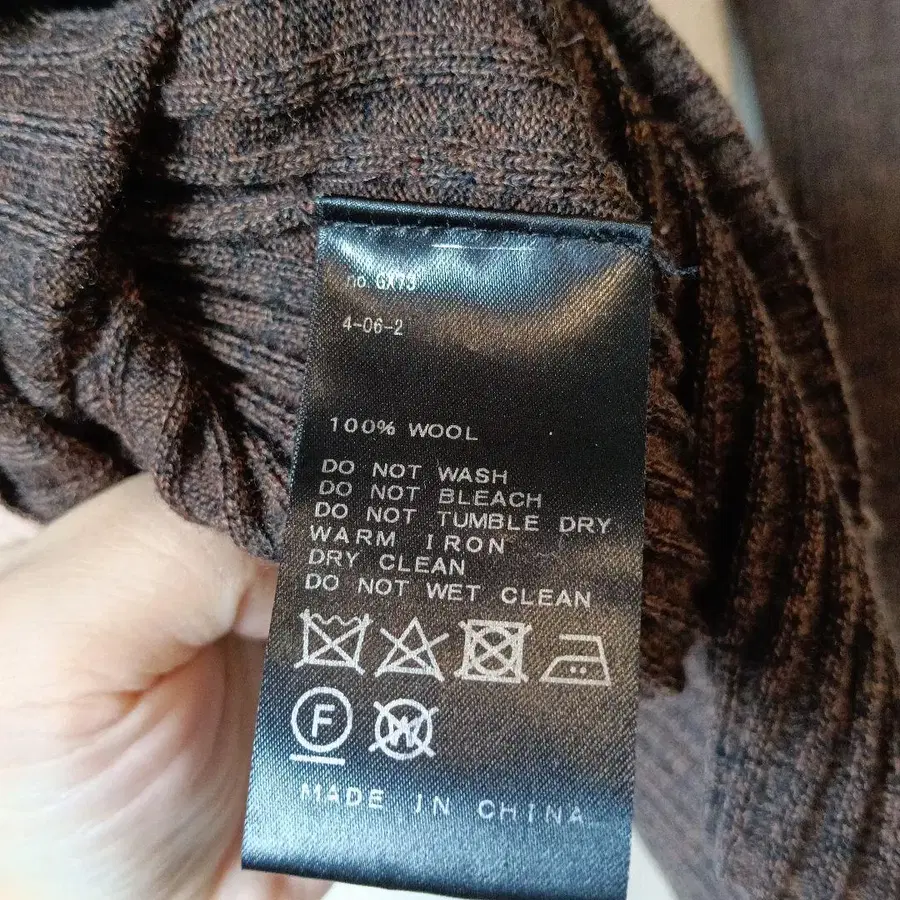 no. GX73
4-06-2
100% WOOL
DO NOT WASH
DO NOT BLEACH
DO NOT TUMBLE DRY
WARM IRON
DRY CLEAN
DO NOT WET CLEAN
F W
MADE IN CHINA